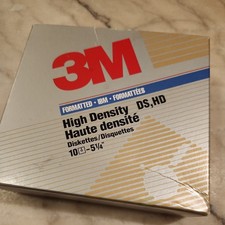 3M
FORMATTED • IBM • FORMATTÉES
High Density DS, HD
Haute densité
Diskettes/Disquettes
10 - 5¼"